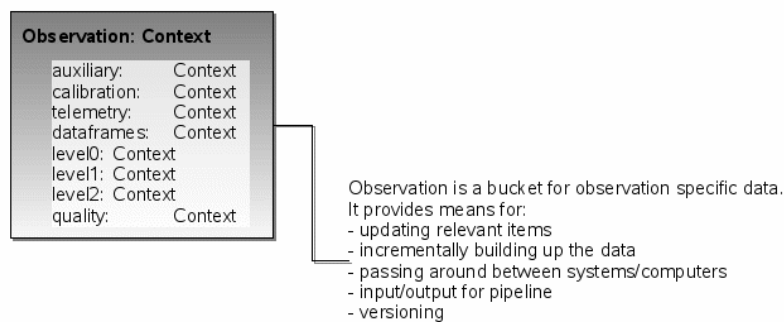 Observation: Context
auxiliary: Context
calibration: Context
telemetry: Context
dataframes: Context
level0: Context
level1: Context
level2: Context
quality: Context
Observation is a bucket for observation specific data.
It provides means for:
- updating relevant items
- incrementally building up the data
- passing around between systems/computers
- input/output for pipeline
- versioning